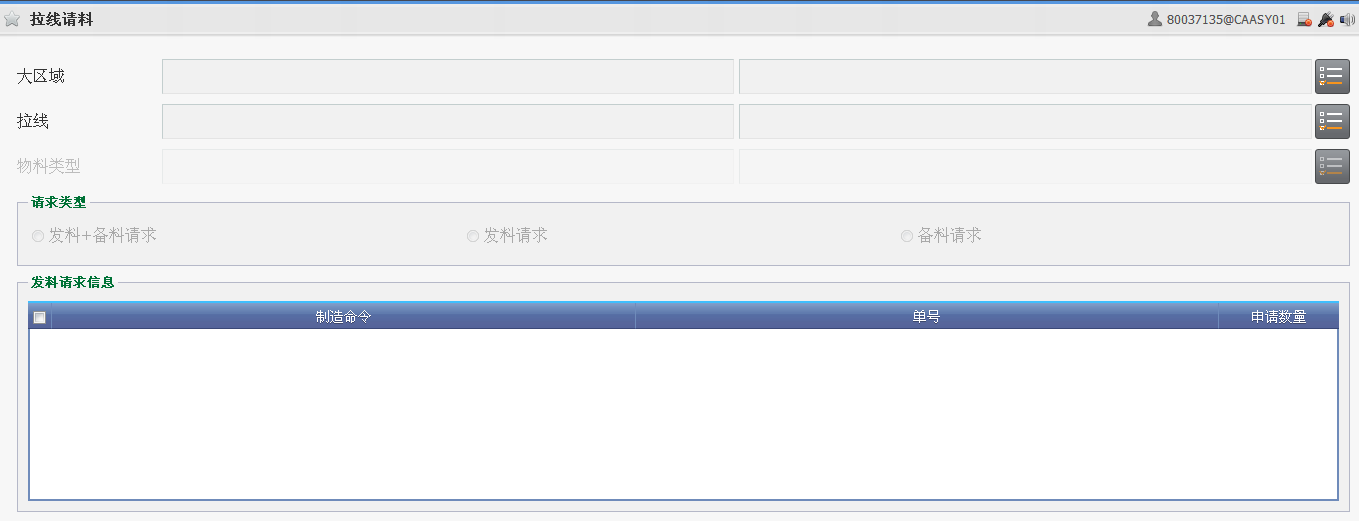 拉线请料
80037135@CAASY01
大区域
拉线
物料类型
请求类型
发料+备料请求 发料请求 备料请求
发料请求信息
制造命令 单号 申请数量